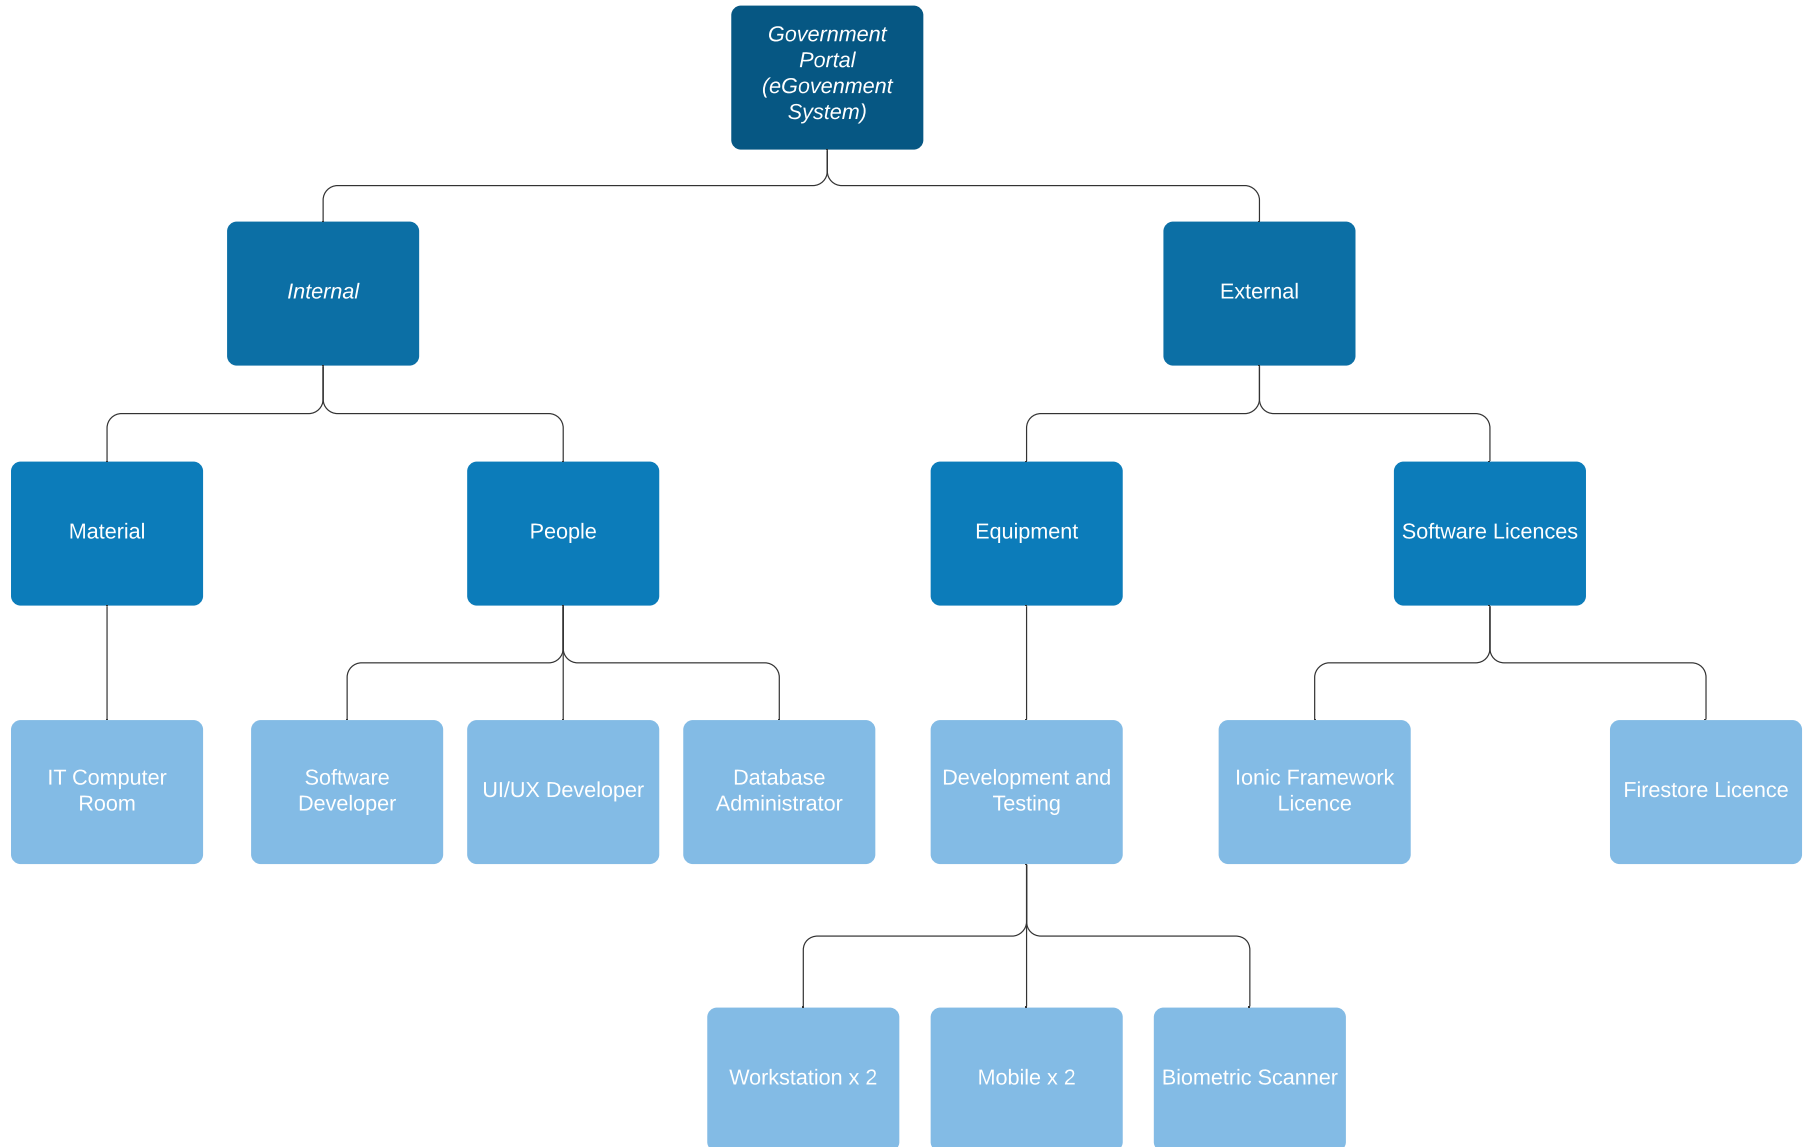 Government
Portal
(eGovenment
System)
Internal
External
Material
People
Equipment
Software Licences
IT Computer
Room
Software
Developer
UI/UX Developer
Database
Administrator
Development and
Testing
Ionic Framework
Licence
Firestore Licence
Workstation x 2
Mobile x 2
Biometric Scanner